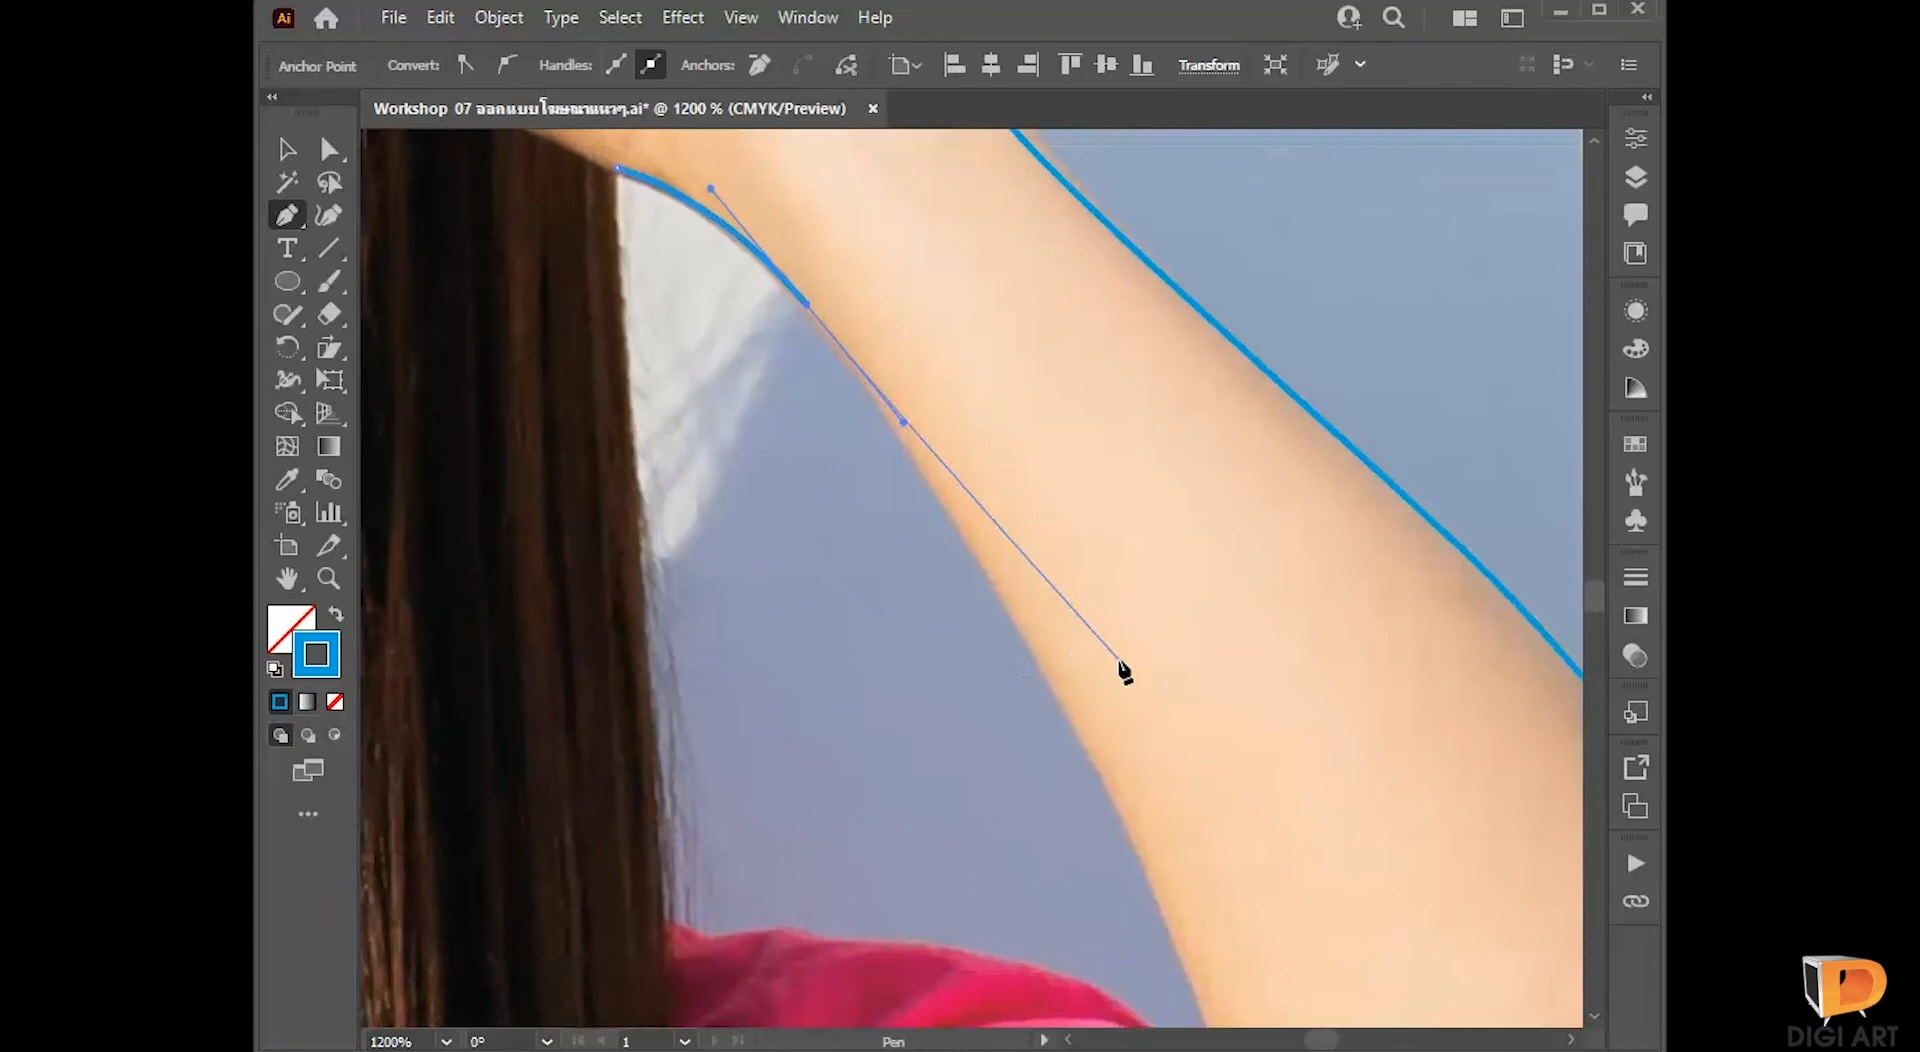 Ai File Edit Object Type Select Effect View Window Help
Anchor Point Convert: Handles: Anchors: Transform
Workshop 07 ออกแบบโฆษณาแนวๆ.ai* @ 1200 % (CMYK/Preview)
1200% 0° 1 Pen
DIGI ART